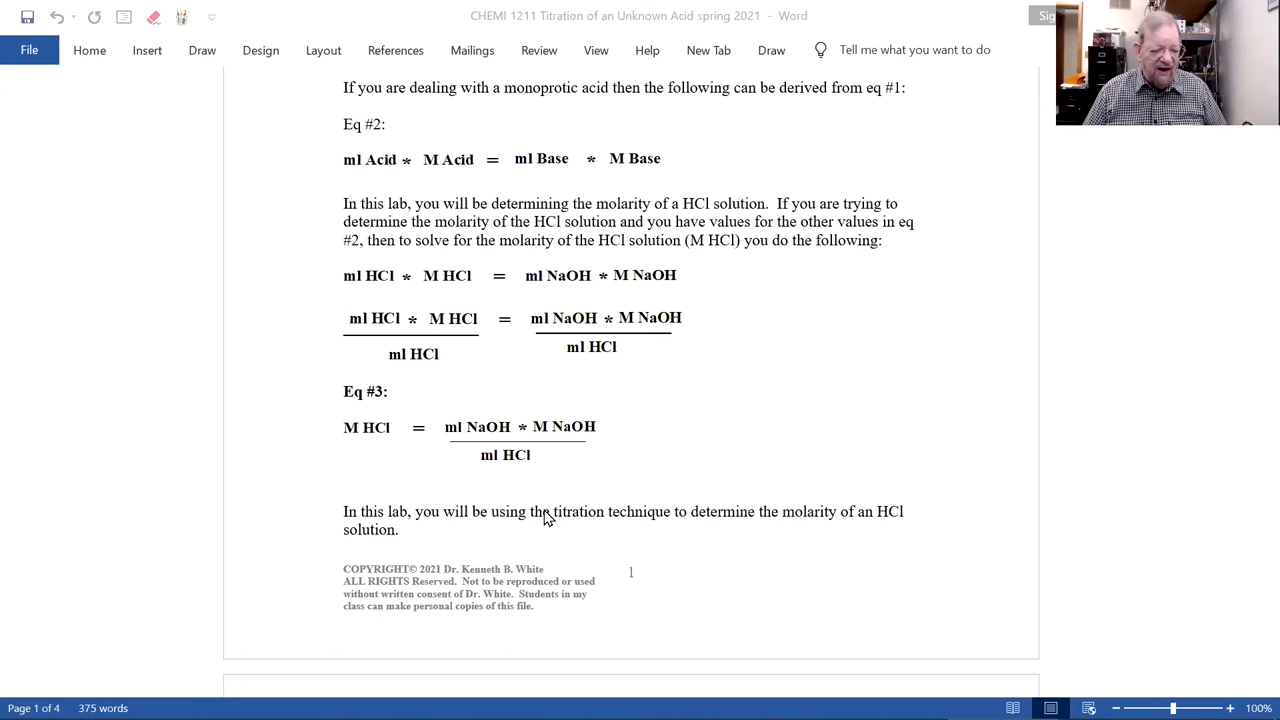 CHEMI 1211 Titration of an Unknown Acid spring 2021 - Word
Sig
File Home Insert Draw Design Layout References Mailings Review View Help New Tab Draw Tell me what you want to do
If you are dealing with a monoprotic acid then the following can be derived from eq #1:
Eq #2:
ml Acid * M Acid = ml Base * M Base
In this lab, you will be determining the molarity of a HCl solution. If you are trying to
determine the molarity of the HCl solution and you have values for the other values in eq
#2, then to solve for the molarity of the HCl solution (M HCl) you do the following:
ml HCl * M HCl = ml NaOH * M NaOH
ml HCl * M HCl = ml NaOH * M NaOH
ml HCl ml HCl
Eq #3:
M HCl = ml NaOH * M NaOH
ml HCl
In this lab, you will be using the titration technique to determine the molarity of an HCl
solution.
COPYRIGHT© 2021 Dr. Kenneth B. White
ALL RIGHTS Reserved. Not to be reproduced or used
without written consent of Dr. White. Students in my
class can make personal copies of this file.
1
Page 1 of 4 375 words 100%